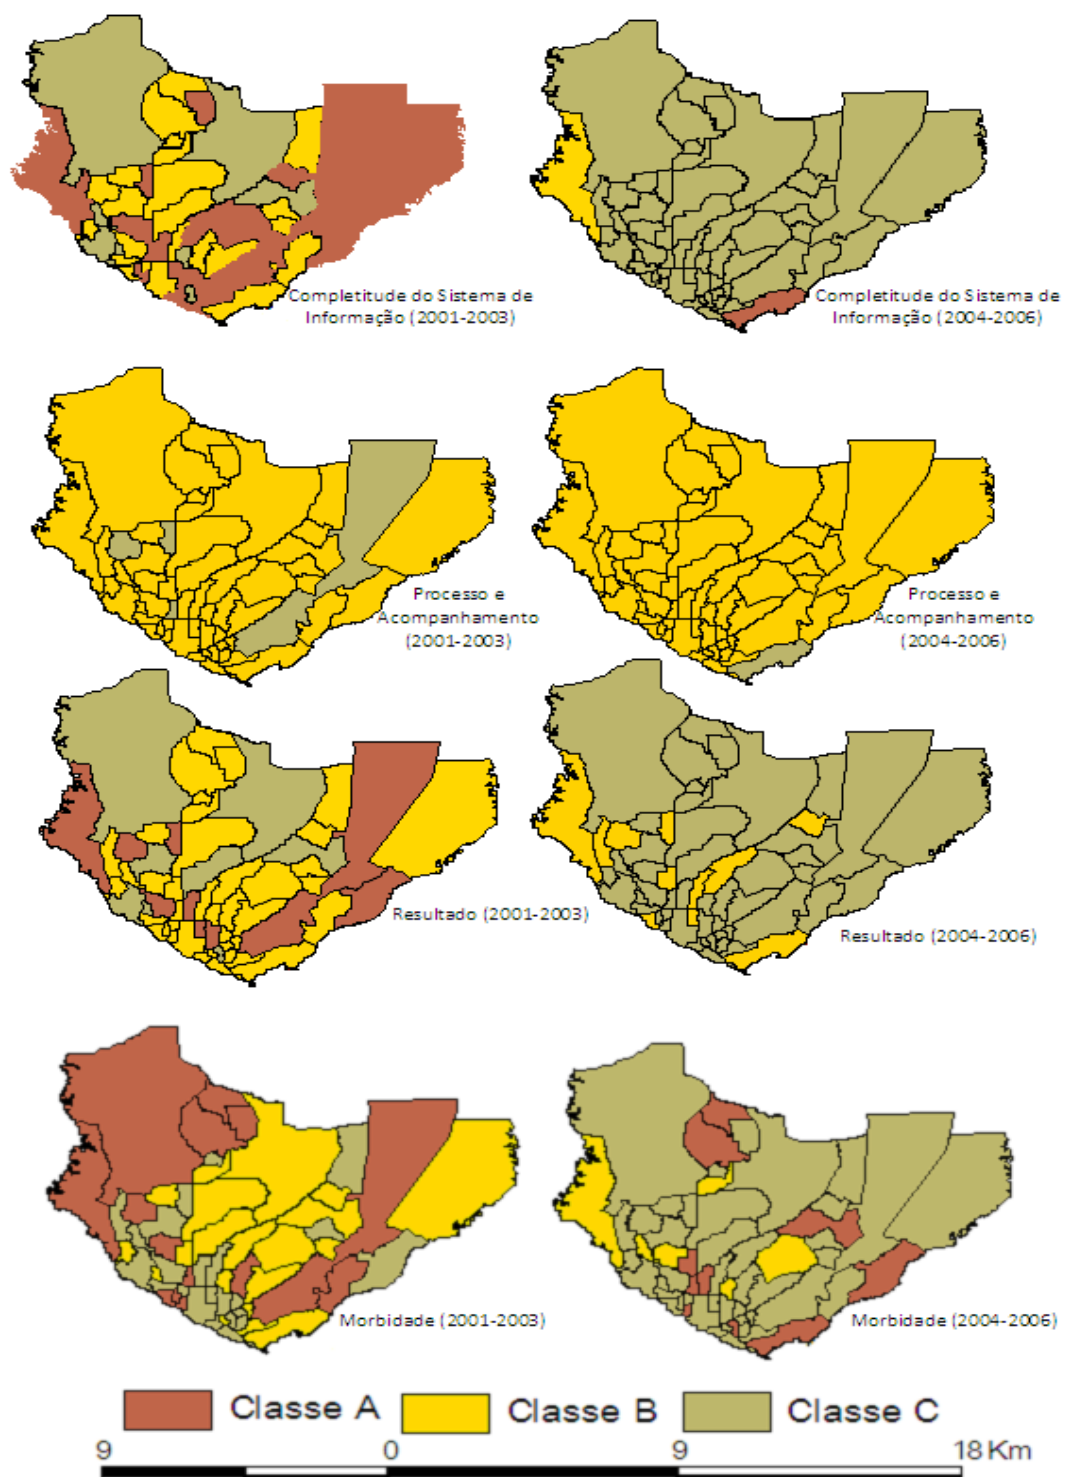 Completitude do Sistema de
Informação (2001-2003)
Completitude do Sistema de
Informação (2004-2006)
Processo e
Acompanhamento
(2001-2003)
Processo e
Acompanhamento
(2004-2006)
Resultado (2001-2003)
Resultado (2004-2006)
Morbidade (2001-2003)
Morbidade (2004-2006)
Classe A
Classe B
Classe C
9 0 9 18 Km